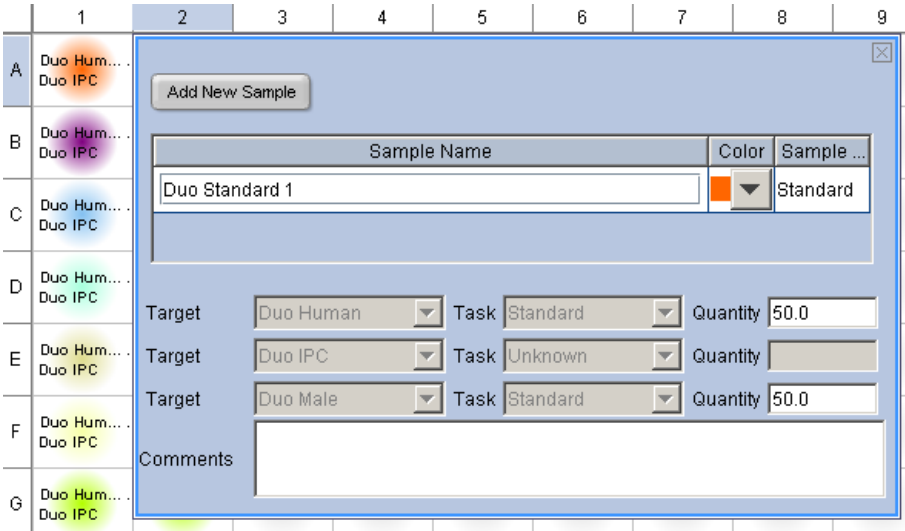 1 2 3 4 5 6 7 8 9
A Duo Hum... .
Duo IPC
B Duo Hum... .
Duo IPC
C Duo Hum... .
Duo IPC
D Duo Hum... .
Duo IPC
E Duo Hum... .
Duo IPC
F Duo Hum... .
Duo IPC
G Duo Hum... .
Duo IPC
Add New Sample
Sample Name Color Sample ...
Duo Standard 1 Standard
Target Duo Human Task Standard Quantity 50.0
Target Duo IPC Task Unknown Quantity
Target Duo Male Task Standard Quantity 50.0
Comments